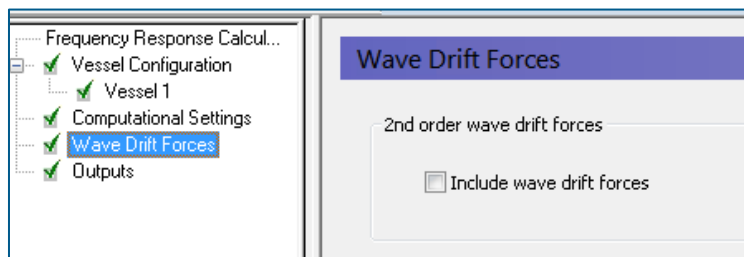 Frequency Response Calcul...
Vessel Configuration
Vessel 1
Computational Settings
Wave Drift Forces
Outputs
Wave Drift Forces
2nd order wave drift forces
Include wave drift forces